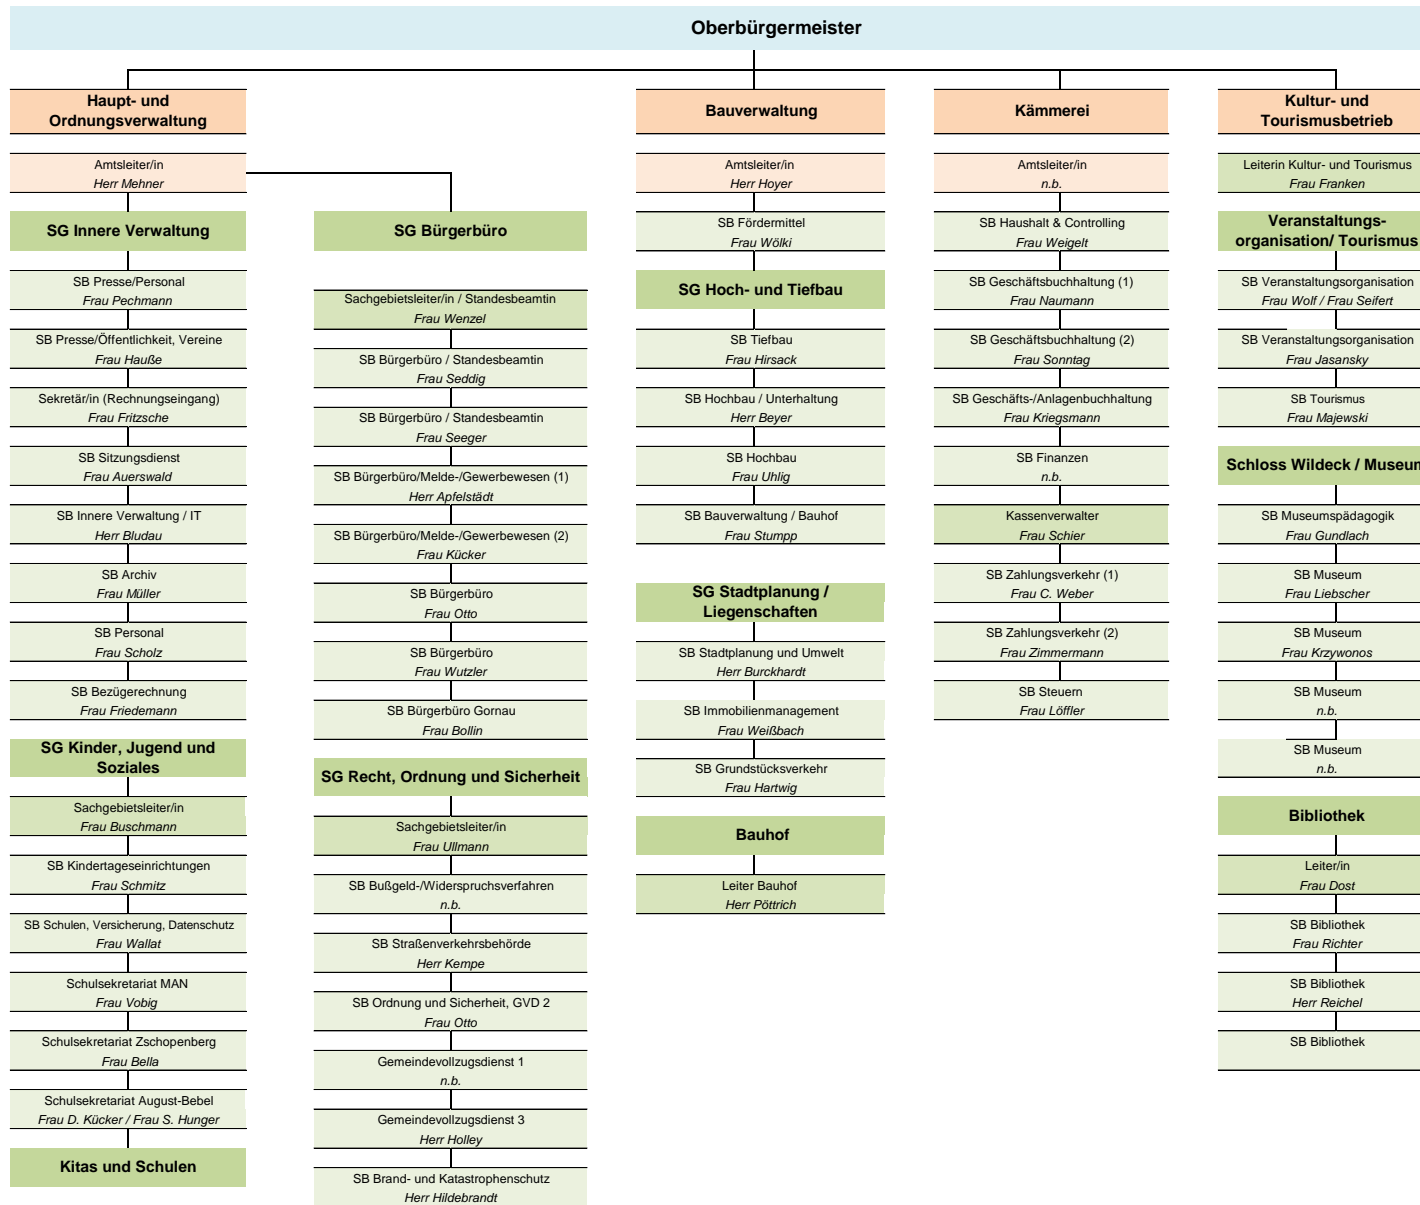 Oberbürgermeister
Haupt- und
Ordnungsverwaltung
Amtsleiter/in
Herr Mehner
SG Innere Verwaltung
SB Presse/Personal
Frau Pechmann
SB Presse/Öffentlichkeit, Vereine
Frau Hauße
Sekretär/in (Rechnungseingang)
Frau Fritzsche
SB Sitzungsdienst
Frau Auerswald
SB Innere Verwaltung / IT
Herr Bludau
SB Archiv
Frau Müller
SB Personal
Frau Scholz
SB Bezügerechnung
Frau Friedemann
SG Kinder, Jugend und
Soziales
Sachgebietsleiter/in
Frau Buschmann
SB Kindertageseinrichtungen
Frau Schmitz
SB Schulen, Versicherung, Datenschutz
Frau Wallat
Schulsekretariat MAN
Frau Vobig
Schulsekretariat Zschopenberg
Frau Bella
Schulsekretariat August-Bebel
Frau D. Kücker / Frau S. Hunger
Kitas und Schulen
SG Bürgerbüro
Sachgebietsleiter/in / Standesbeamtin
Frau Wenzel
SB Bürgerbüro / Standesbeamtin
Frau Seddig
SB Bürgerbüro / Standesbeamtin
Frau Seeger
SB Bürgerbüro/Melde-/Gewerbewesen (1)
Herr Apfelstädt
SB Bürgerbüro/Melde-/Gewerbewesen (2)
Frau Kücker
SB Bürgerbüro
Frau Otto
SB Bürgerbüro
Frau Wutzler
SB Bürgerbüro Gornau
Frau Bollin
SG Recht, Ordnung und Sicherheit
Sachgebietsleiter/in
Frau Ullmann
SB Bußgeld-/Widerspruchsverfahren
n.b.
SB Straßenverkehrsbehörde
Herr Kempe
SB Ordnung und Sicherheit, GVD 2
Frau Otto
Gemeindevollzugsdienst 1
n.b.
Gemeindevollzugsdienst 3
Herr Holley
SB Brand- und Katastrophenschutz
Herr Hildebrandt
Bauverwaltung
Amtsleiter/in
Herr Hoyer
SB Fördermittel
Frau Wölki
SG Hoch- und Tiefbau
SB Tiefbau
Frau Hirsack
SB Hochbau / Unterhaltung
Herr Beyer
SB Hochbau
Frau Uhlig
SB Bauverwaltung / Bauhof
Frau Stumpp
SG Stadtplanung /
Liegenschaften
SB Stadtplanung und Umwelt
Herr Burckhardt
SB Immobilienmanagement
Frau Weißbach
SB Grundstücksverkehr
Frau Hartwig
Bauhof
Leiter Bauhof
Herr Pöttrich
Kämmerei
Amtsleiter/in
n.b.
SB Haushalt & Controlling
Frau Weigelt
SB Geschäftsbuchhaltung (1)
Frau Naumann
SB Geschäftsbuchhaltung (2)
Frau Sonntag
SB Geschäfts-/Anlagenbuchhaltung
Frau Kriegsmann
SB Finanzen
n.b.
Kassenverwalter
Frau Schier
SB Zahlungsverkehr (1)
Frau C. Weber
SB Zahlungsverkehr (2)
Frau Zimmermann
SB Steuern
Frau Löffler
Kultur- und
Tourismusbetrieb
Leiterin Kultur- und Tourismus
Frau Franken
Veranstaltungs-
organisation/ Tourismus
SB Veranstaltungsorganisation
Frau Wolf / Frau Seifert
SB Veranstaltungsorganisation
Frau Jasansky
SB Tourismus
Frau Majewski
Schloss Wildeck / Museum
SB Museumspädagogik
Frau Gundlach
SB Museum
Frau Liebscher
SB Museum
Frau Krzywonos
SB Museum
n.b.
SB Museum
n.b.
Bibliothek
Leiter/in
Frau Dost
SB Bibliothek
Frau Richter
SB Bibliothek
Herr Reichel
SB Bibliothek